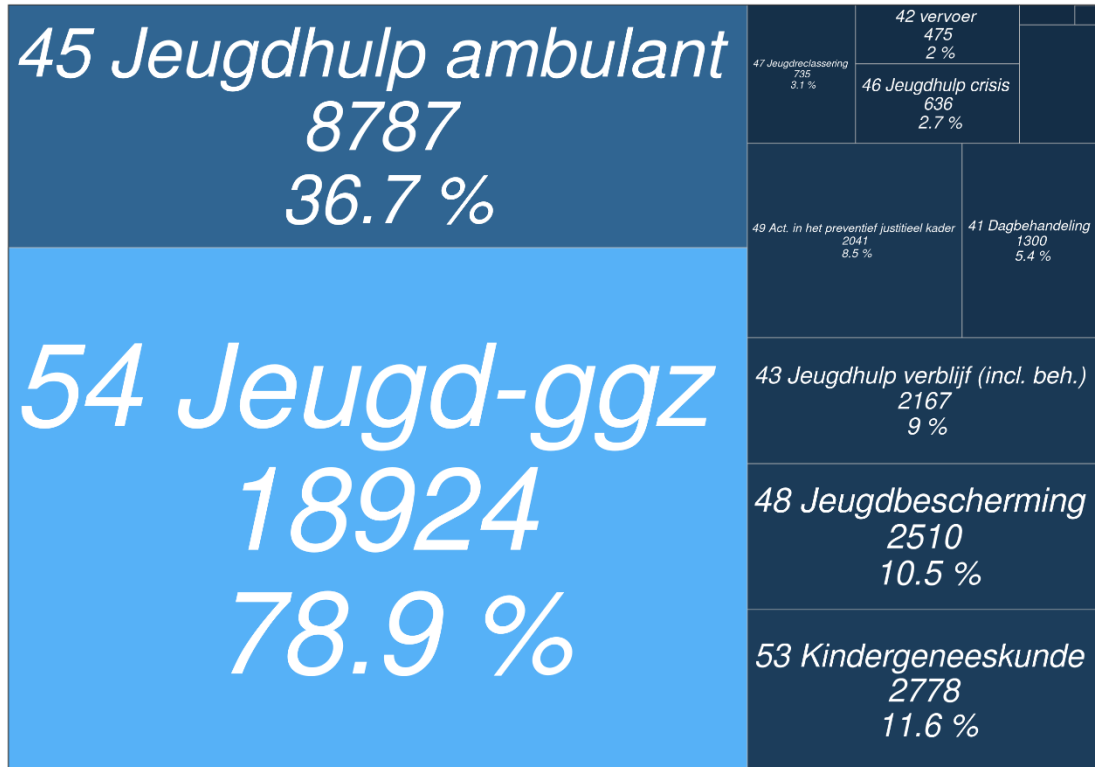 45 Jeugdhulp ambulant
8787
36.7 %
54 Jeugd-ggz
18924
78.9 %
47 Jeugdreclassering
735
3.1 %
42 vervoer
475
2 %
46 Jeugdhulp crisis
636
2.7 %
49 Act. in het preventief justitieel kader
2041
8.5 %
41 Dagbehandeling
1300
5.4 %
43 Jeugdhulp verblijf (incl. beh.)
2167
9 %
48 Jeugdbescherming
2510
10.5 %
53 Kindergeneeskunde
2778
11.6 %